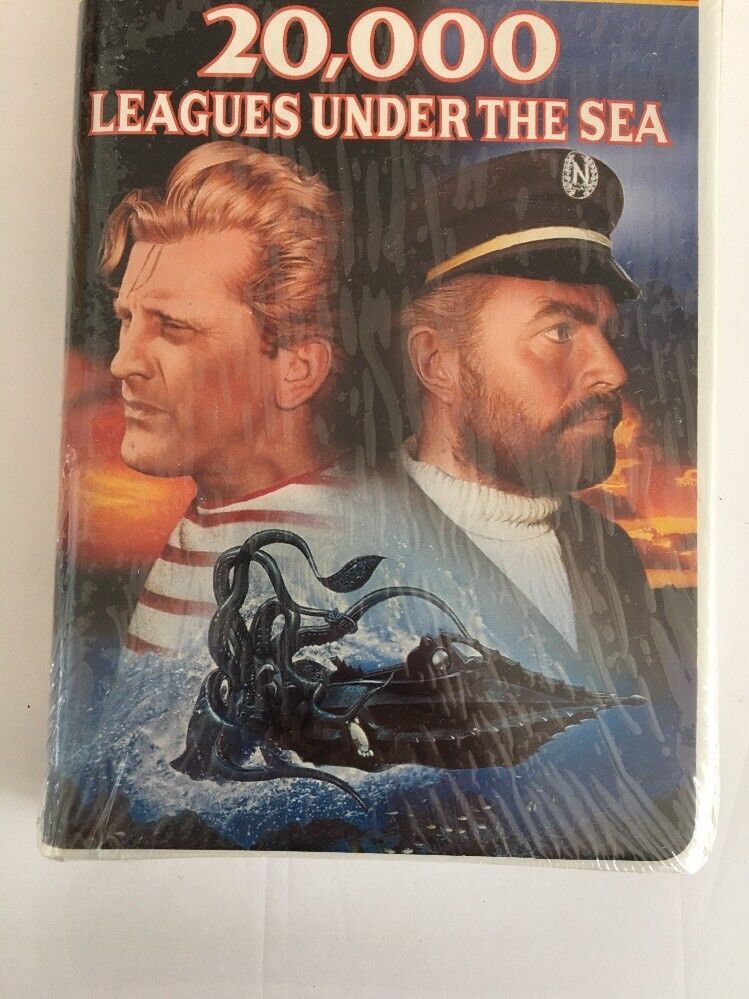 20,000
LEAGUES UNDER THE SEA
N